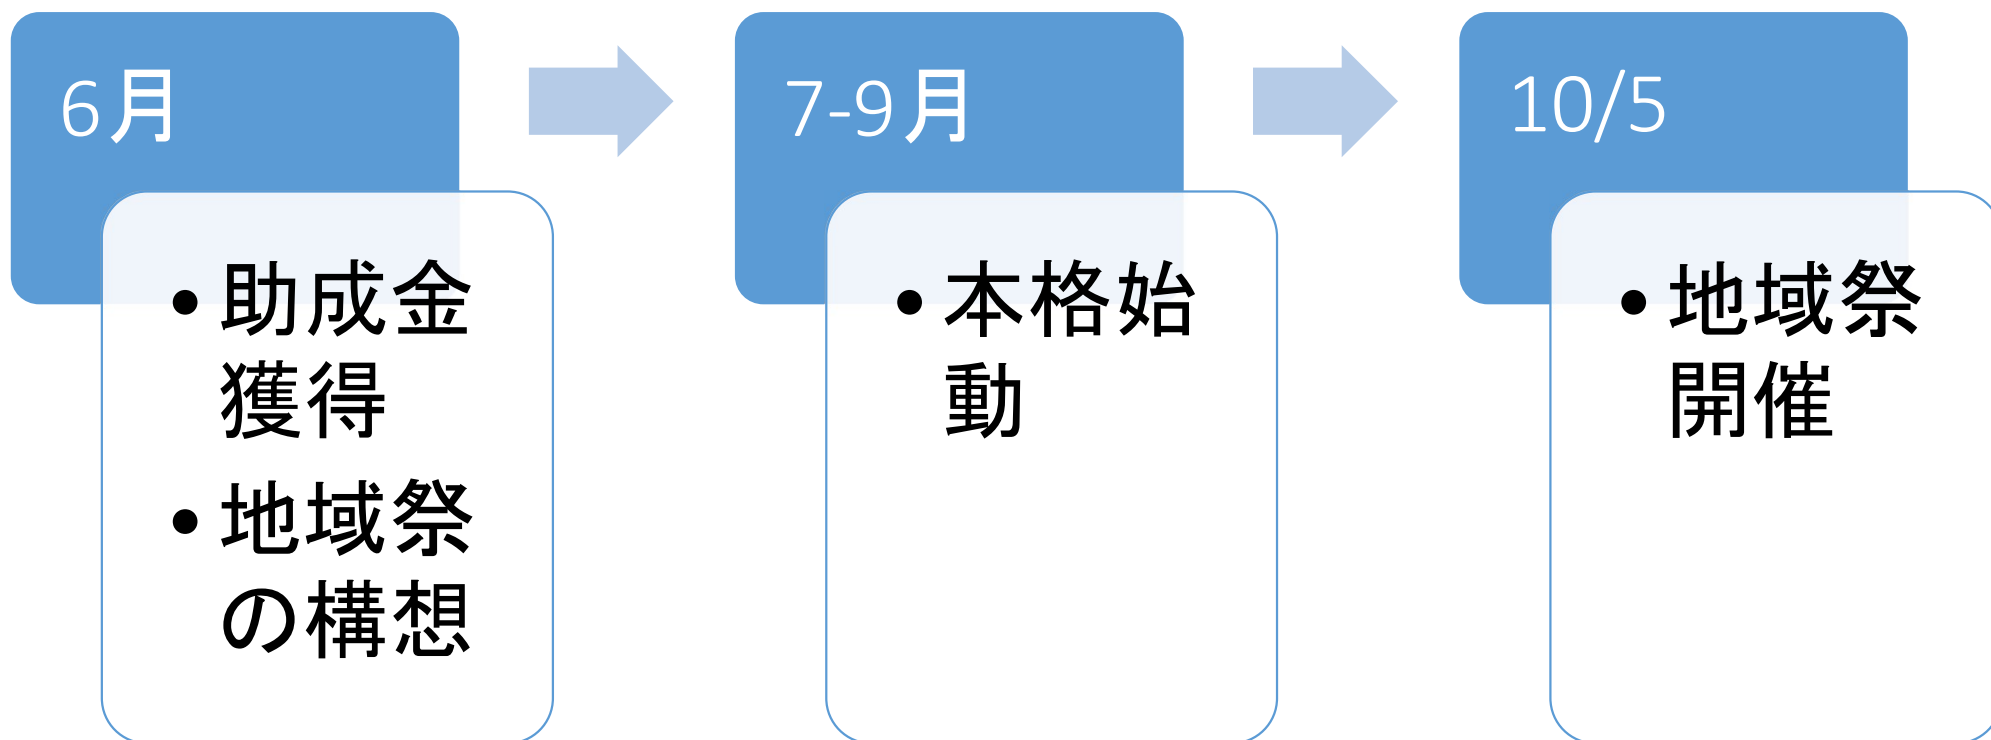 6月
• 助成金
獲得
• 地域祭
の構想
7-9月
• 本格始
動
10/5
• 地域祭
開催